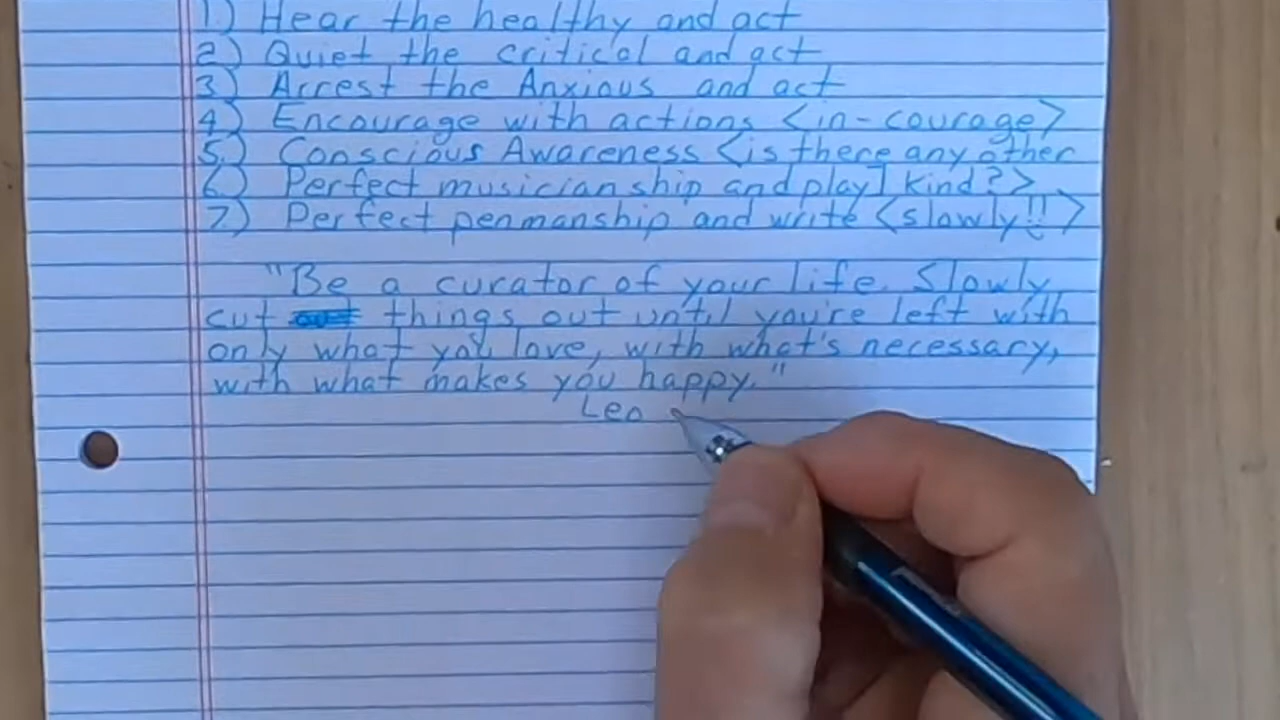 1.) Hear the healthy and act
2.) Quiet the critical and act
3.) Arrest the Anxious and act
4.) Encourage with actions <in-courage>
5.) Conscious Awareness <is there any other
6.) Perfect musicianship and play] kind?>
7.) Perfect penmanship and write <slowly!!>
"Be a curator of your life. Slowly
cut things out until you're left with
only what you love, with what's necessary,
with what makes you happy."
Leo